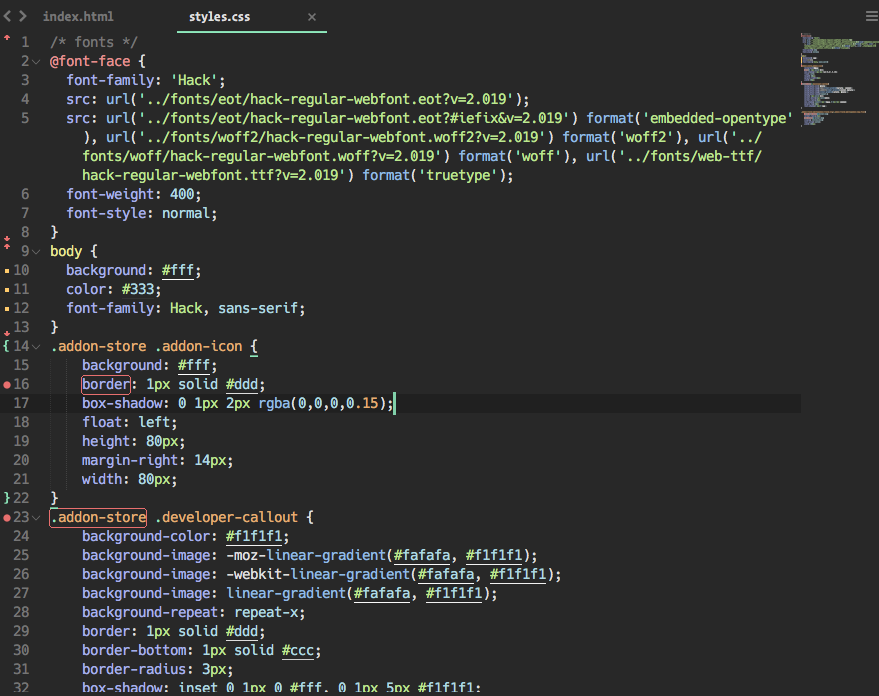 index.html styles.css ×
1 /* fonts */
2 @font-face {
3 font-family: 'Hack';
4 src: url('../fonts/eot/hack-regular-webfont.eot?v=2.019');
5 src: url('../fonts/eot/hack-regular-webfont.eot?#iefix&v=2.019') format('embedded-opentype'
), url('../fonts/woff2/hack-regular-webfont.woff2?v=2.019') format('woff2'), url('../
fonts/woff/hack-regular-webfont.woff?v=2.019') format('woff'), url('../fonts/web-ttf/
hack-regular-webfont.ttf?v=2.019') format('truetype');
6 font-weight: 400;
7 font-style: normal;
8 }
9 body {
10 background: #fff;
11 color: #333;
12 font-family: Hack, sans-serif;
13 }
{ 14 .addon-store .addon-icon {
15 background: #fff;
16 border: 1px solid #ddd;
17 box-shadow: 0 1px 2px rgba(0,0,0,0.15);
18 float: left;
19 height: 80px;
20 margin-right: 14px;
21 width: 80px;
} 22 }
23 .addon-store .developer-callout {
24 background-color: #f1f1f1;
25 background-image: -moz-linear-gradient(#fafafa, #f1f1f1);
26 background-image: -webkit-linear-gradient(#fafafa, #f1f1f1);
27 background-image: linear-gradient(#fafafa, #f1f1f1);
28 background-repeat: repeat-x;
29 border: 1px solid #ddd;
30 border-bottom: 1px solid #ccc;
31 border-radius: 3px;
32 box-shadow: inset 0 1px 0 #fff, 0 1px 5px #f1f1f1;